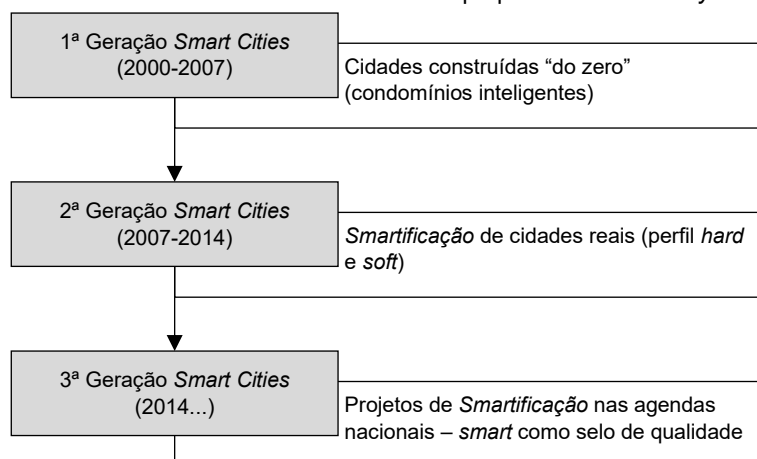 1ª Geração Smart Cities
(2000-2007)
Cidades construídas “do zero”
(condomínios inteligentes)
2ª Geração Smart Cities
(2007-2014)
Smartificação de cidades reais (perfil hard
e soft)
3ª Geração Smart Cities
(2014...)
Projetos de Smartificação nas agendas
nacionais – smart como selo de qualidade